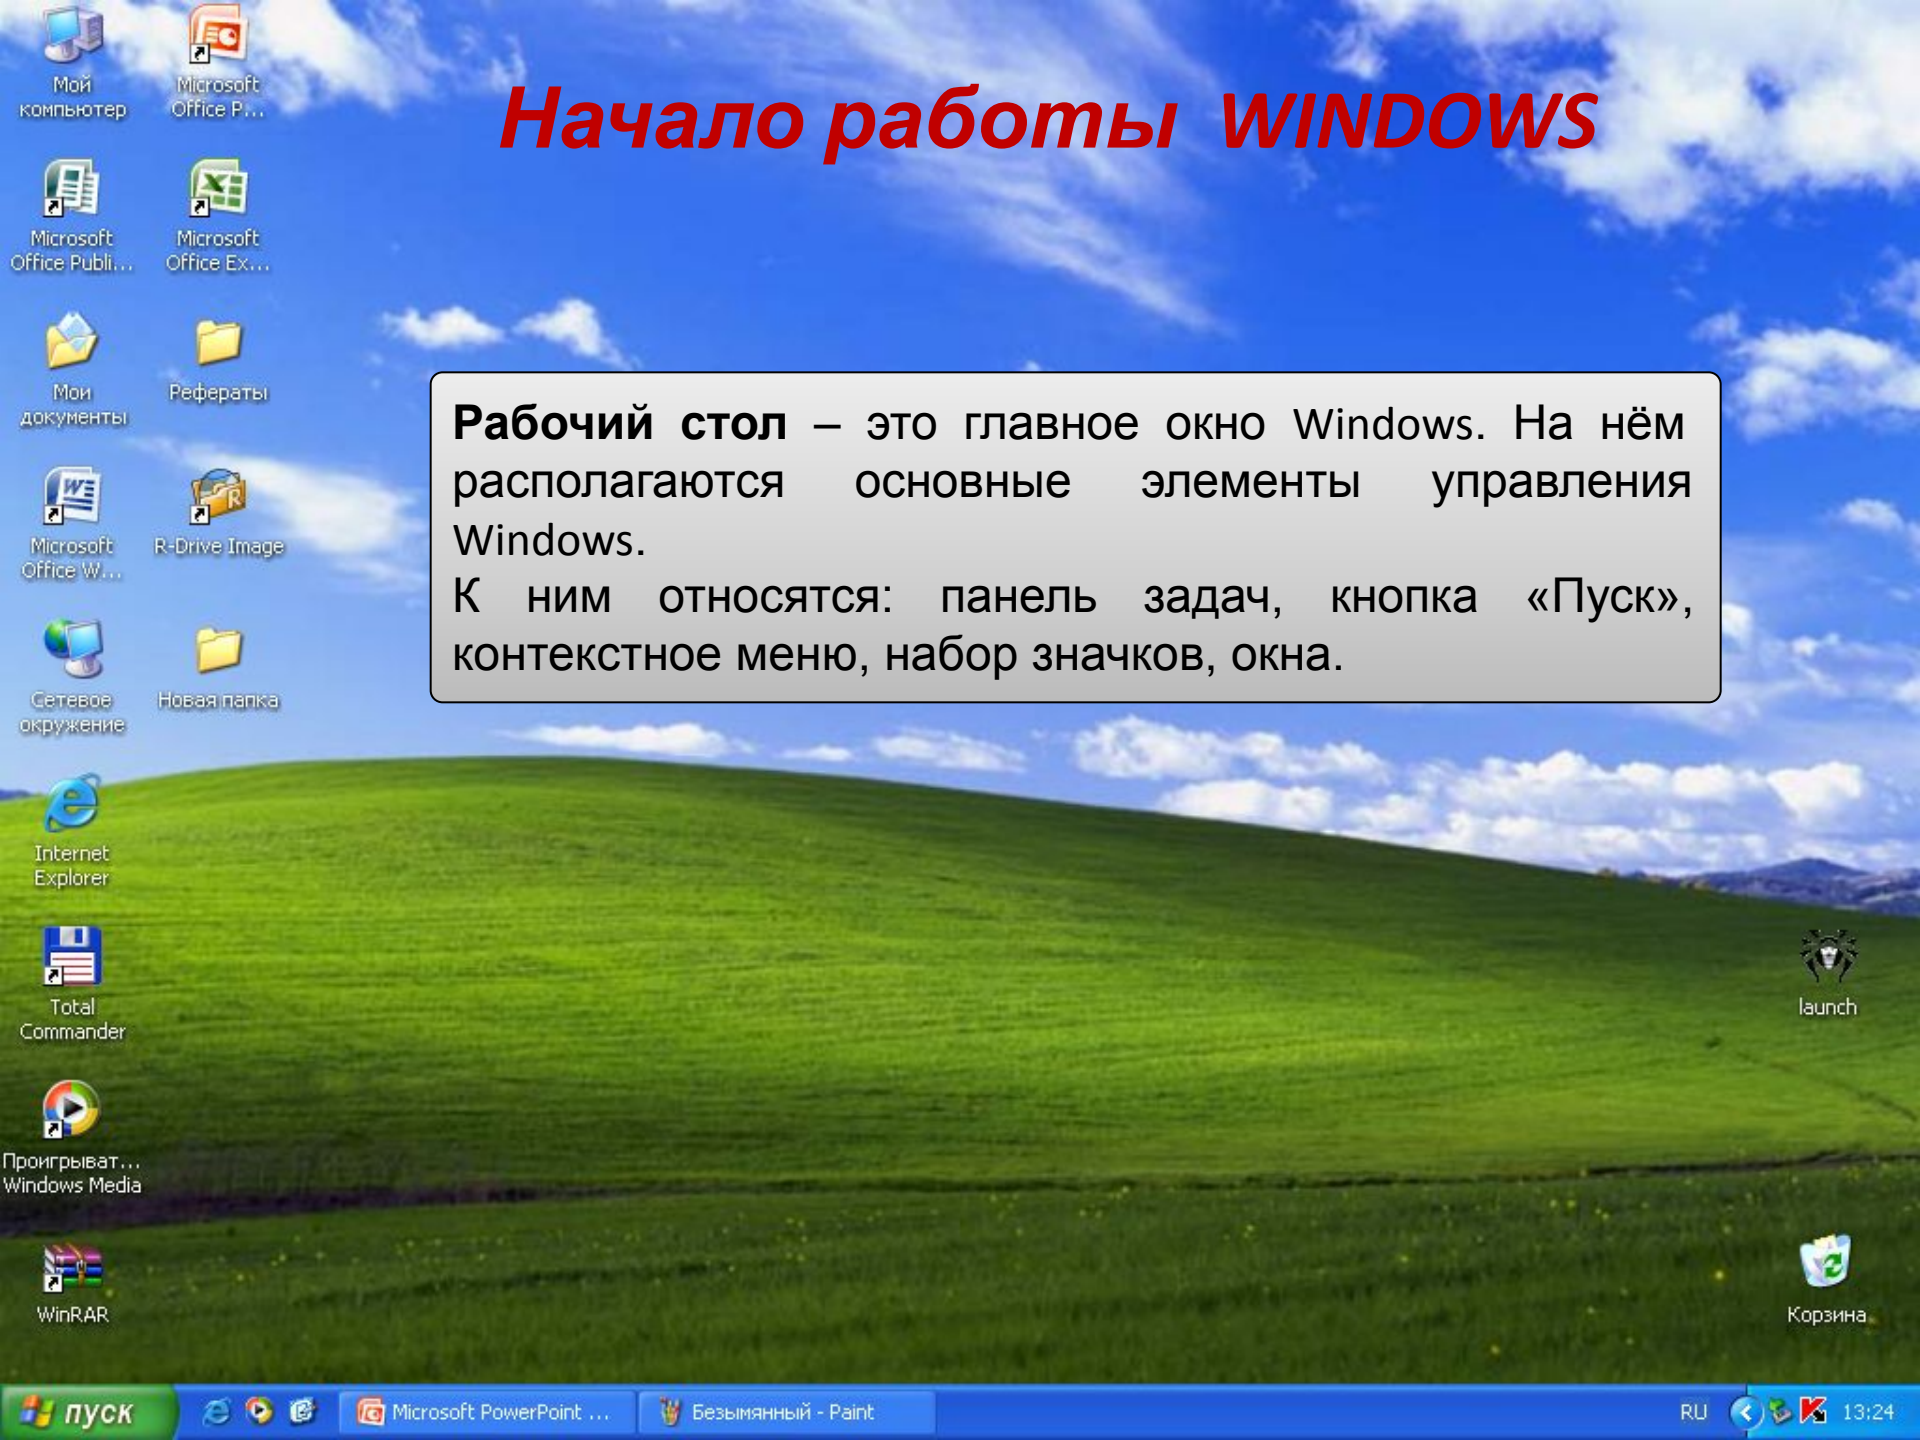 Мой
компьютер
Microsoft
Office P...
Начало работы WINDOWS
Microsoft
Office Publi...
Microsoft
Office Ex...
Мои
документы
Рефераты
Рабочий стол – это главное окно Windows. На нём
располагаются основные элементы управления
Windows.
К ним относятся: панель задач, кнопка «Пуск»,
контекстное меню, набор значков, окна.
Microsoft
Office W...
R-Drive Image
Сетевое
окружение
Новая папка
Internet
Explorer
Total
Commander
launch
Проигрыват...
Windows Media
WinRAR
Корзина
пуск
Microsoft PowerPoint ...
Безымянный - Paint
RU
13:24